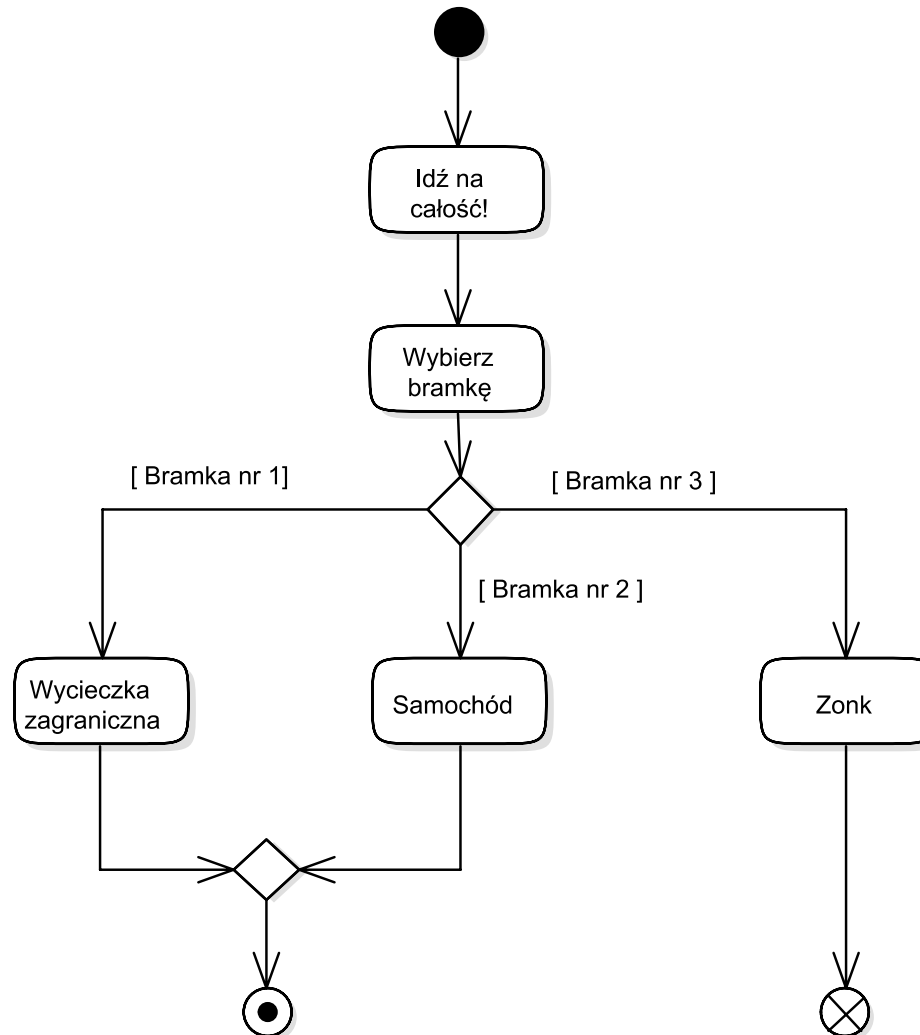 Idź na
całość!
Wybierz
bramkę
[ Bramka nr 1]
[ Bramka nr 3 ]
[ Bramka nr 2 ]
Wycieczka
zagraniczna
Samochód
Zonk